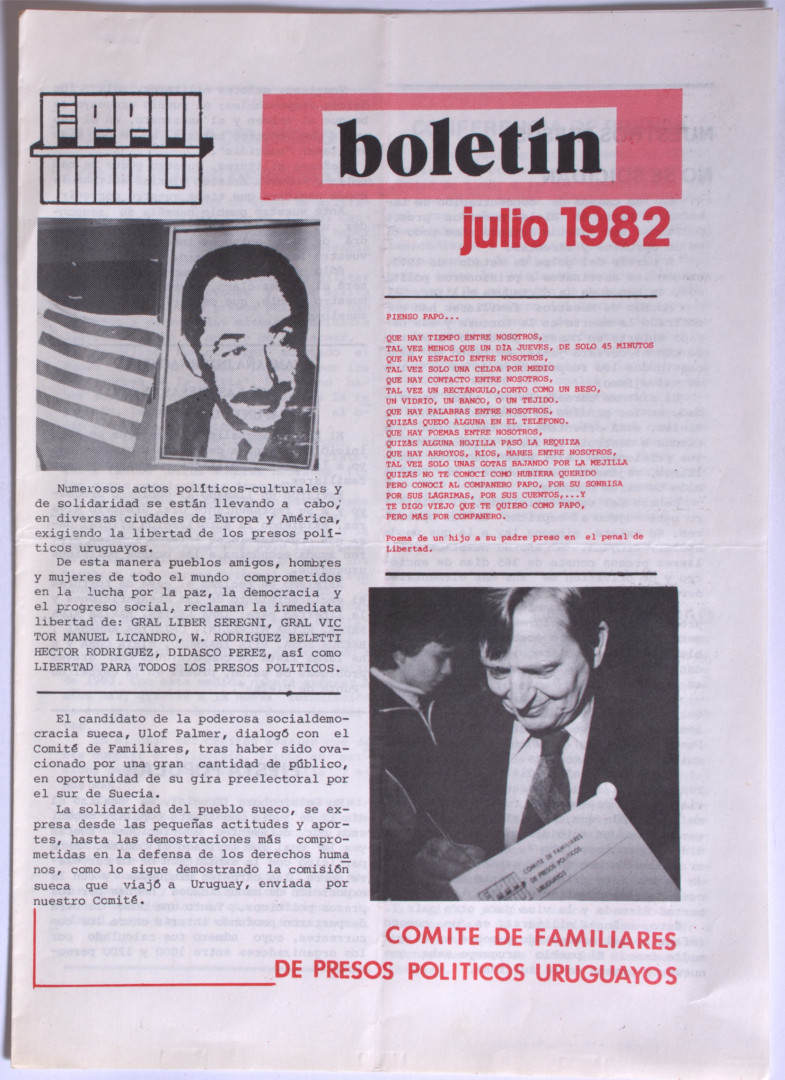 CFPPU
boletín
julio 1982
Numerosos actos políticos-culturales y
de solidaridad se están llevando a cabo,
en diversas ciudades de Europa y América,
exigiendo la libertad de los presos polí-
ticos uruguayos.
De esta manera pueblos amigos, hombres
y mujeres de todo el mundo comprometidos
en la lucha por la paz, la democracia y
el progreso social, reclaman la inmediata
libertad de: GRAL LIBER SEREGNI, GRAL VIC
TOR MANUEL LICANDRO, W. RODRIGUEZ BELETTI
HECTOR RODRIGUEZ, DIDASCO PEREZ, así como
LIBERTAD PARA TODOS LOS PRESOS POLITICOS.
El candidato de la poderosa socialdemo-
cracia sueca, Ulof Palmer, dialogó con el
Comité de Familiares, tras haber sido ova-
cionado por una gran cantidad de público,
en oportunidad de su gira preelectoral por
el sur de Suecia.
La solidaridad del pueblo sueco, se ex-
presa desde las pequeñas actitudes y apor-
tes, hasta las demostraciones más compro-
metidas en la defensa de los derechos huma
nos, como lo sigue demostrando la comisión
sueca que viajó a Uruguay, enviada por
nuestro Comité.
PIENSO PAPO...
QUE HAY TIEMPO ENTRE NOSOTROS,
TAL VEZ MENOS QUE UN DÍA JUEVES, DE SOLO 45 MINUTOS
QUE HAY ESPACIO ENTRE NOSOTROS,
TAL VEZ SOLO UNA CELDA POR MEDIO
QUE HAY CONTACTO ENTRE NOSOTROS,
TAL VEZ UN RECTÁNGULO,CORTO COMO UN BESO,
UN VIDRIO, UN BANCO, O UN TEJIDO.
QUE HAY PALABRAS ENTRE NOSOTROS,
QUIZÁS QUEDÓ ALGUNA EN EL TELÉFONO.
QUE HAY POEMAS ENTRE NOSOTROS,
QUIZÁS ALGUNA HOJILLA PASÓ LA REQUIZA
QUE HAY ARROYOS, RÍOS, MARES ENTRE NOSOTROS,
TAL VEZ SOLO UNAS GOTAS BAJANDO POR LA MEJILLA
QUIZÁS NO TE CONOCÍ COMO HUBIERA QUERIDO
PERO CONOCÍ AL COMPANERO PAPO, POR SU SONRISA
POR SUS LAGRIMAS, POR SUS CUENTOS,...Y
TE DIGO VIEJO QUE TE QUIERO COMO PAPO,
PERO MÁS POR COMPANERO.
Poema de un hijo a su padre preso en el penal de
Libertad.
COMITE DE FAMILIARES
DE PRESOS POLITICOS
URUGUAYOS
COMITE DE FAMILIARES
DE PRESOS POLITICOS URUGUAYOS